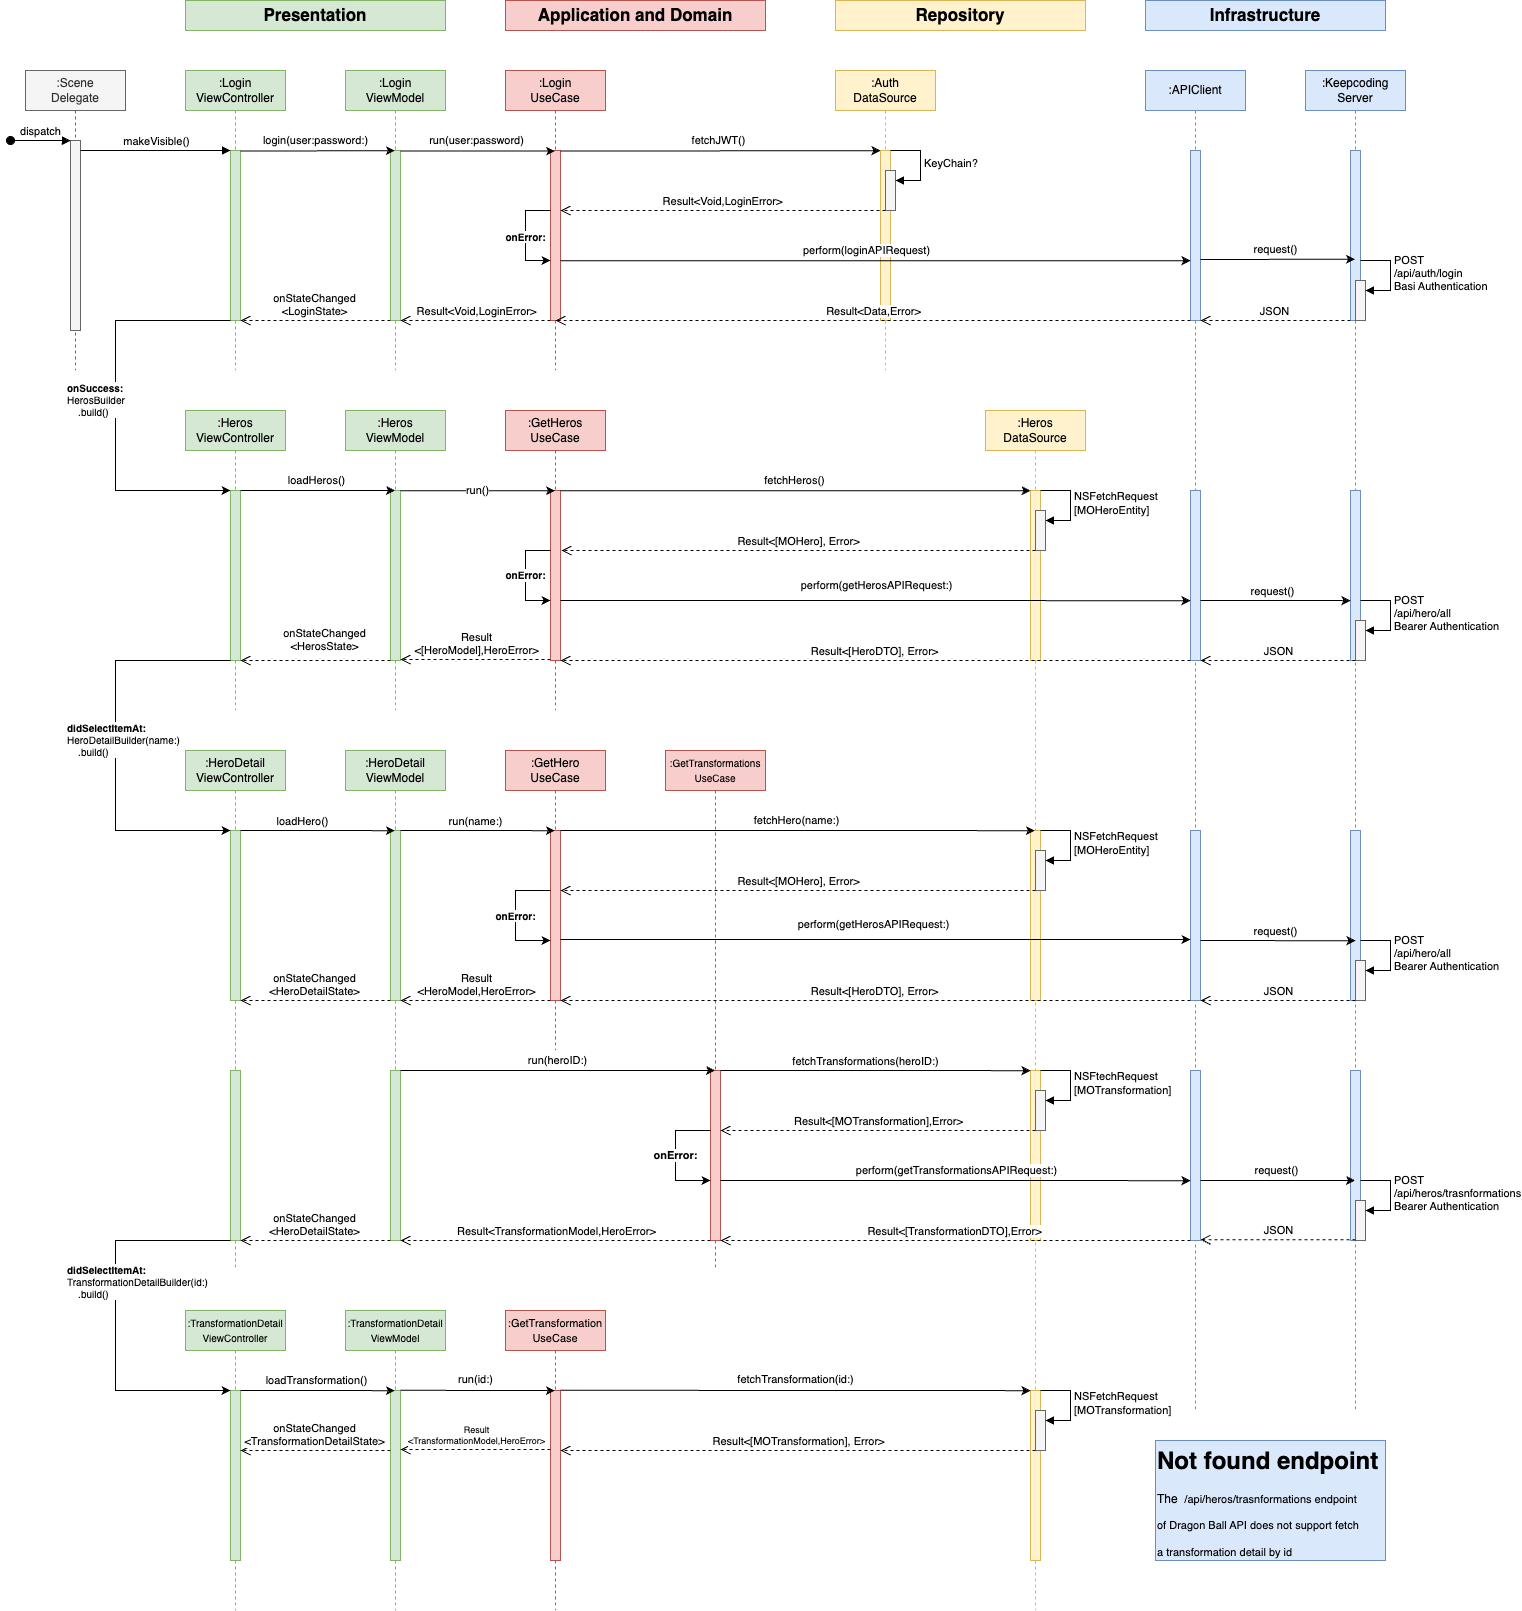 Presentation
Application and Domain
Repository
Infrastructure
:Scene
Delegate
:Login
ViewController
:Login
ViewModel
:Login
UseCase
:Auth
DataSource
:APIClient
:Keepcoding
Server
dispatch
makeVisible()
login(user:password:)
run(user:password)
fetchJWT()
KeyChain?
Result<Void,LoginError>
onError:
perform(loginAPIRequest)
request()
POST
/api/auth/login
Basi Authentication
onStateChanged
<LoginState>
Result<Void,LoginError>
Result<Data,Error>
JSON
onSuccess:
HerosBuilder
.build()
:Heros
ViewController
:Heros
ViewModel
:GetHeros
UseCase
:Heros
DataSource
loadHeros()
run()
fetchHeros()
NSFetchRequest
[MOHeroEntity]
Result<[MOHero], Error>
onError:
perform(getHerosAPIRequest:)
request()
POST
/api/hero/all
Bearer Authentication
onStateChanged
<HerosState>
Result
<[HeroModel],HeroError>
Result<[HeroDTO], Error>
JSON
didSelectItemAt:
HeroDetailBuilder(name:)
.build()
:HeroDetail
ViewController
:HeroDetail
ViewModel
:GetHero
UseCase
:GetTransformations
UseCase
loadHero()
run(name:)
fetchHero(name:)
NSFetchRequest
[MOHeroEntity]
Result<[MOHero], Error>
onError:
perform(getHerosAPIRequest:)
request()
POST
/api/hero/all
Bearer Authentication
onStateChanged
<HeroDetailState>
Result
<HeroModel,HeroError>
Result<[HeroDTO], Error>
JSON
run(heroID:)
fetchTransformations(heroID:)
NSFtechRequest
[MOTransformation]
Result<[MOTransformation],Error>
onError:
perform(getTransformationsAPIRequest:)
request()
POST
/api/heros/trasnformations
Bearer Authentication
onStateChanged
<HeroDetailState>
Result<TransformationModel,HeroError>
Result<[TransformationDTO],Error>
JSON
didSelectItemAt:
TransformationDetailBuilder(id:)
.build()
:TransformationDetail
ViewController
:TransformationDetail
ViewModel
:GetTransformation
UseCase
loadTransformation()
run(id:)
fetchTransformation(id:)
NSFetchRequest
[MOTransformation]
onStateChanged
<TransformationDetailState>
Result
<TransformationModel,HeroError>
Result<[MOTransformation], Error>
Not found endpoint
The /api/heros/trasnformations endpoint
of Dragon Ball API does not support fetch
a transformation detail by id